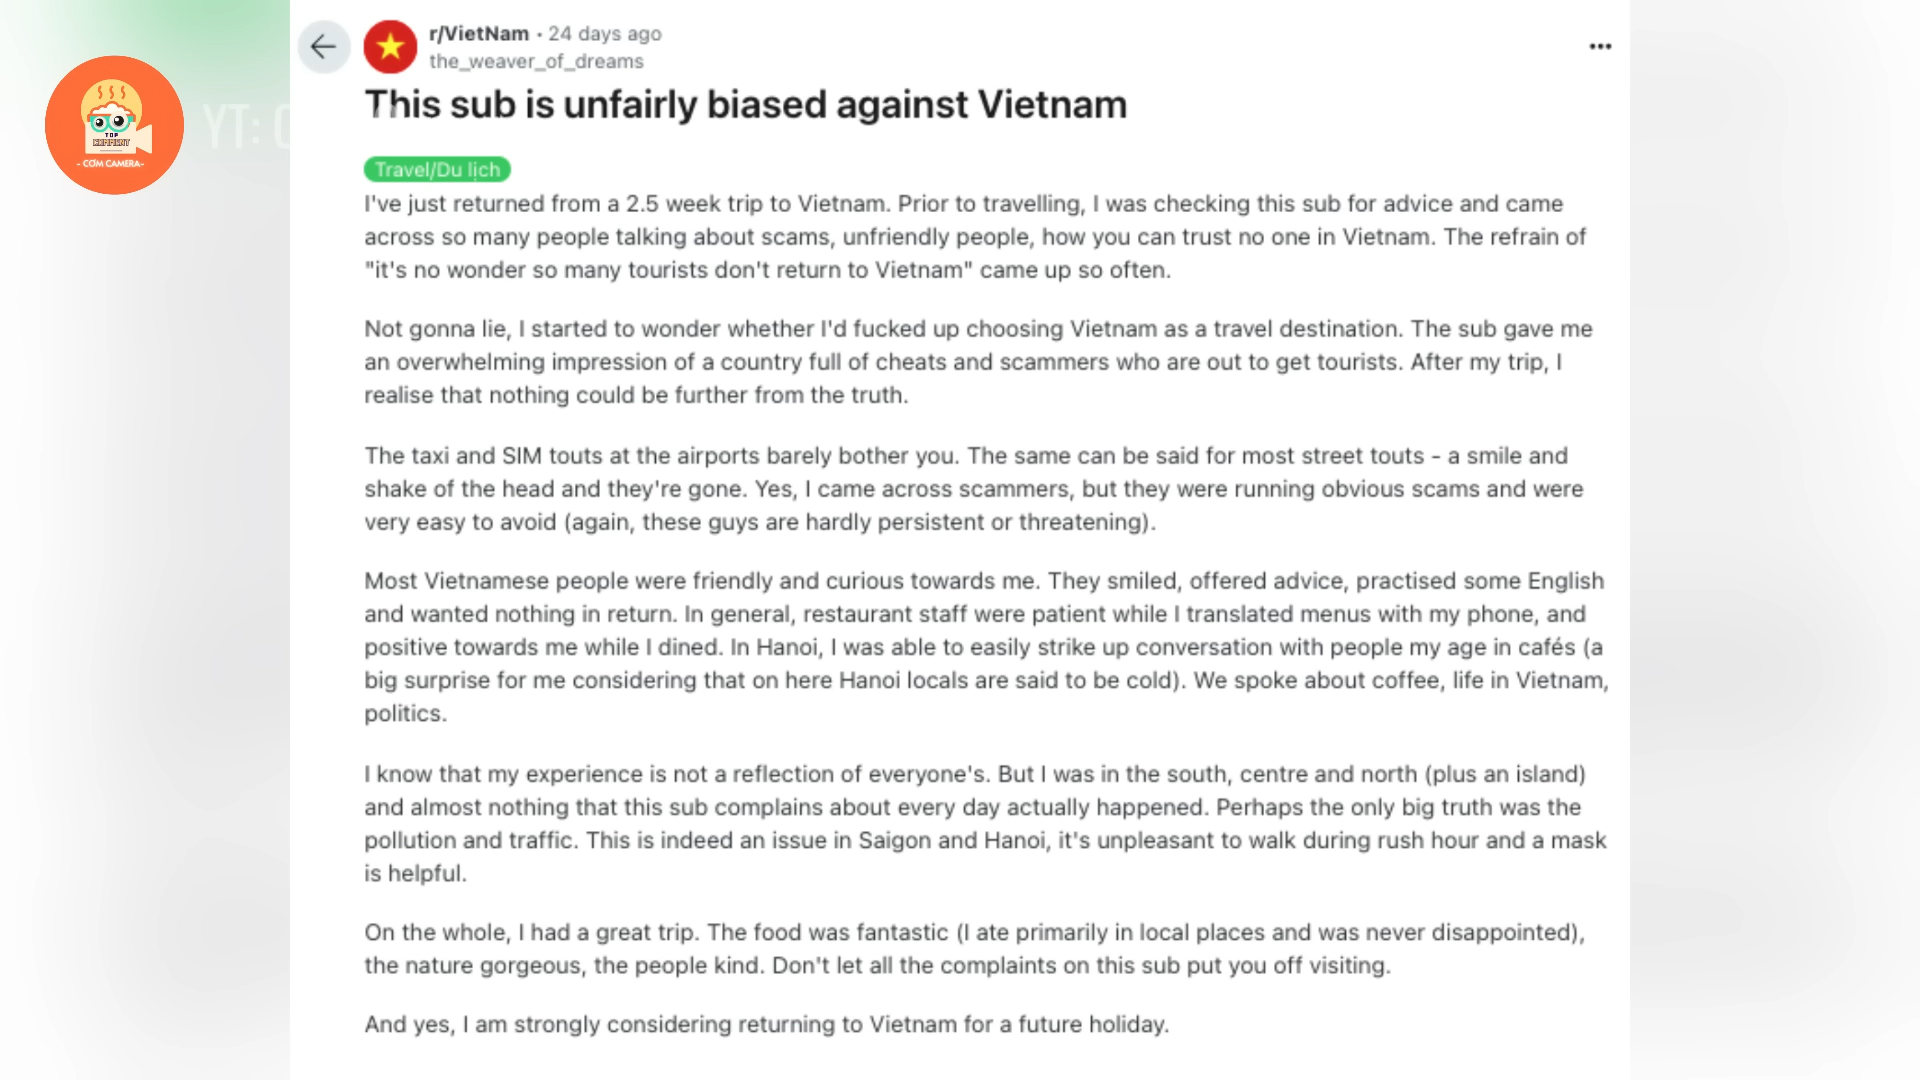 r/VietNam • 24 days ago
the_weaver_of_dreams
This sub is unfairly biased against Vietnam
TOP
COMMENT
- CƠM CAMERA-
YT: C
Travel/Du lịch
I've just returned from a 2.5 week trip to Vietnam. Prior to travelling, I was checking this sub for advice and came
across so many people talking about scams, unfriendly people, how you can trust no one in Vietnam. The refrain of
"it's no wonder so many tourists don't return to Vietnam" came up so often.
Not gonna lie, I started to wonder whether I'd fucked up choosing Vietnam as a travel destination. The sub gave me
an overwhelming impression of a country full of cheats and scammers who are out to get tourists. After my trip, I
realise that nothing could be further from the truth.
The taxi and SIM touts at the airports barely bother you. The same can be said for most street touts - a smile and
shake of the head and they're gone. Yes, I came across scammers, but they were running obvious scams and were
very easy to avoid (again, these guys are hardly persistent or threatening).
Most Vietnamese people were friendly and curious towards me. They smiled, offered advice, practised some English
and wanted nothing in return. In general, restaurant staff were patient while I translated menus with my phone, and
positive towards me while I dined. In Hanoi, I was able to easily strike up conversation with people my age in cafés (a
big surprise for me considering that on here Hanoi locals are said to be cold). We spoke about coffee, life in Vietnam,
politics.
I know that my experience is not a reflection of everyone's. But I was in the south, centre and north (plus an island)
and almost nothing that this sub complains about every day actually happened. Perhaps the only big truth was the
pollution and traffic. This is indeed an issue in Saigon and Hanoi, it's unpleasant to walk during rush hour and a mask
is helpful.
On the whole, I had a great trip. The food was fantastic (I ate primarily in local places and was never disappointed),
the nature gorgeous, the people kind. Don't let all the complaints on this sub put you off visiting.
And yes, I am strongly considering returning to Vietnam for a future holiday.